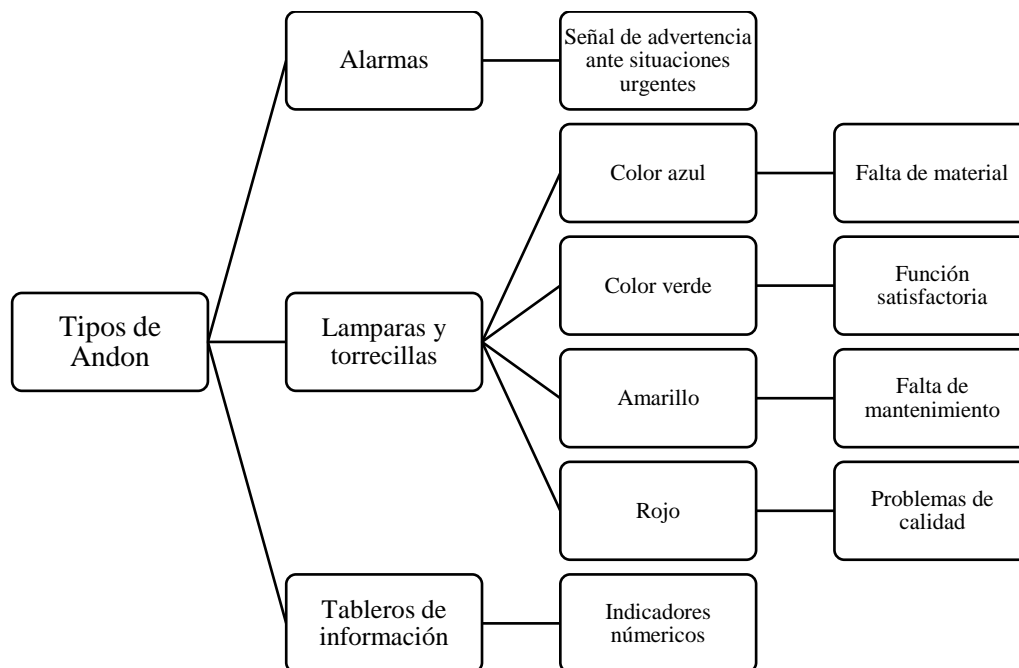 Tipos de
Andon
Alarmas
Señal de advertencia
ante situaciones
urgentes
Lamparas y
torrecillas
Color azul
Falta de material
Color verde
Función
satisfactoria
Amarillo
Falta de
mantenimiento
Rojo
Problemas de
calidad
Tableros de
información
Indicadores
númericos